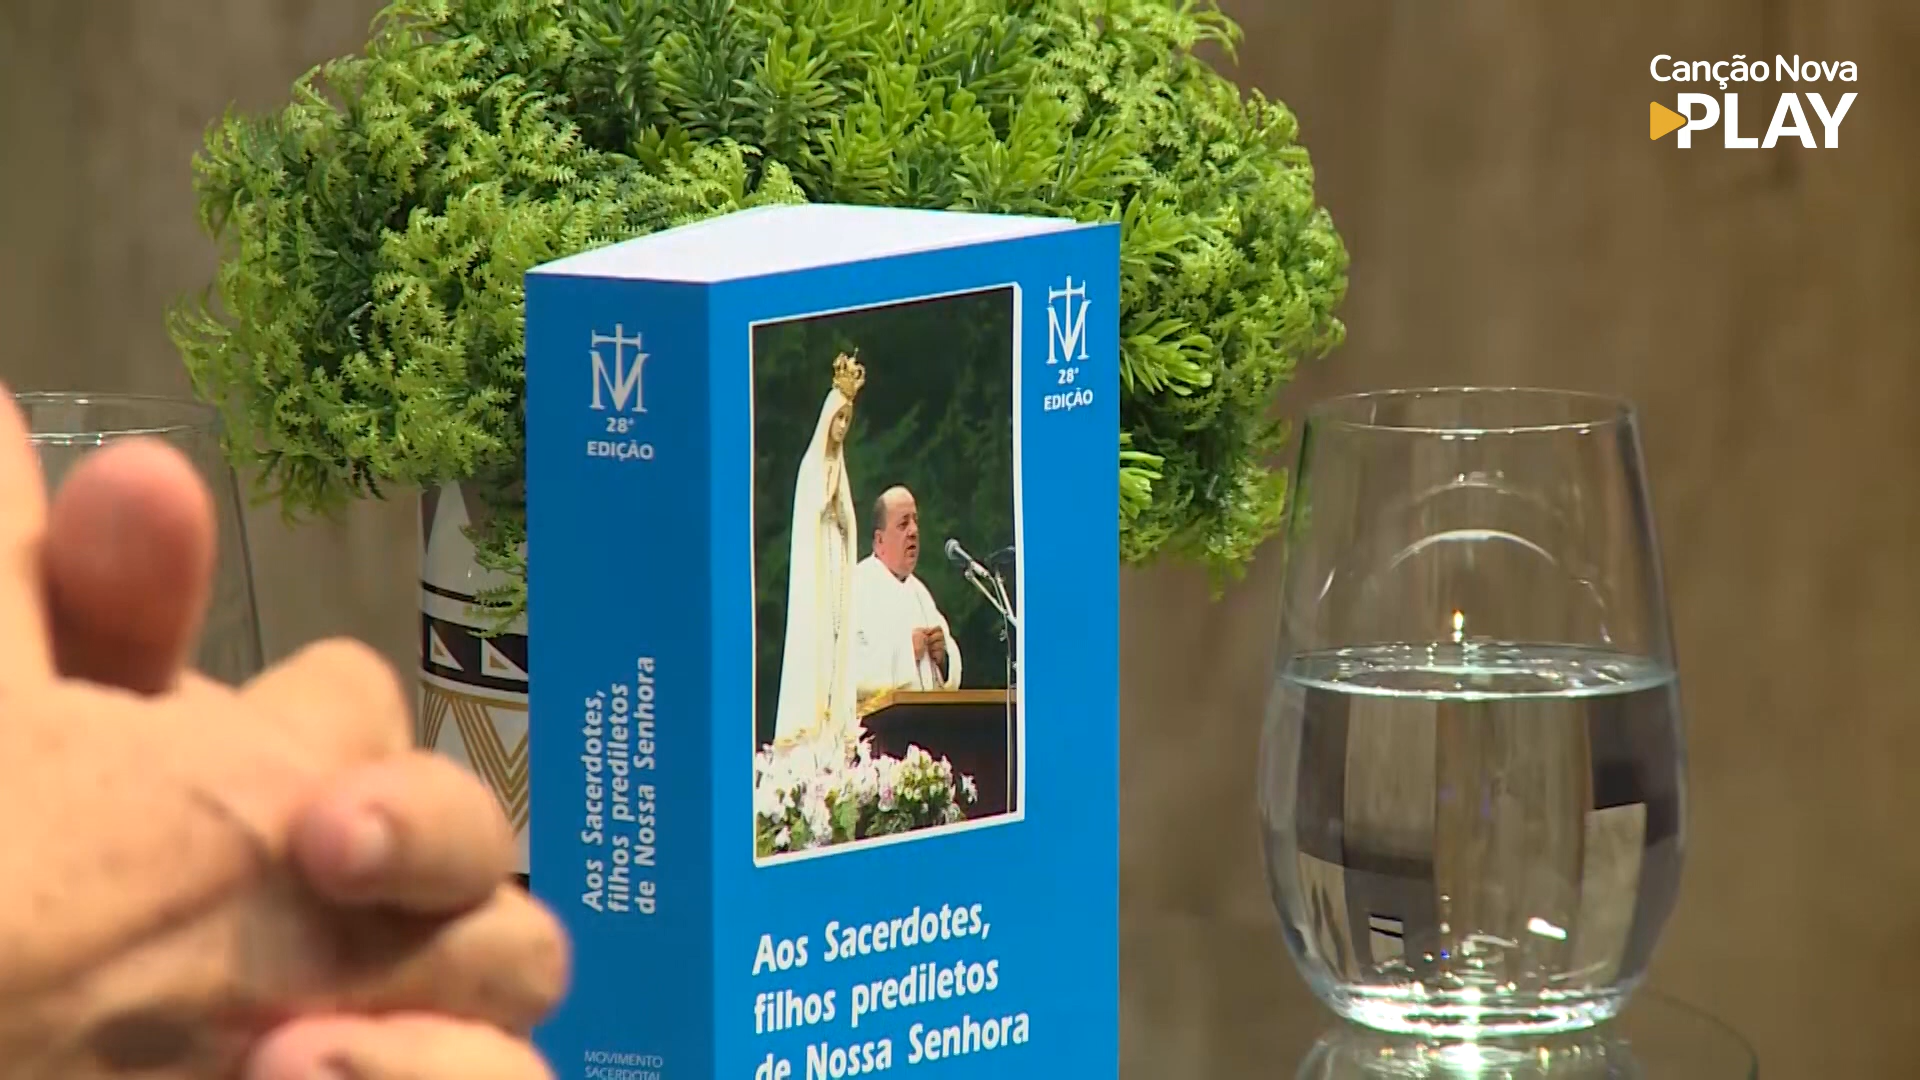 Canção Nova
PLAY
28ª
EDIÇÃO
Aos Sacerdotes,
filhos prediletos
de Nossa Senhora
MOVIMENTO
SACERDOTAL
28ª
EDIÇÃO
Aos Sacerdotes,
filhos prediletos
de Nossa Senhora